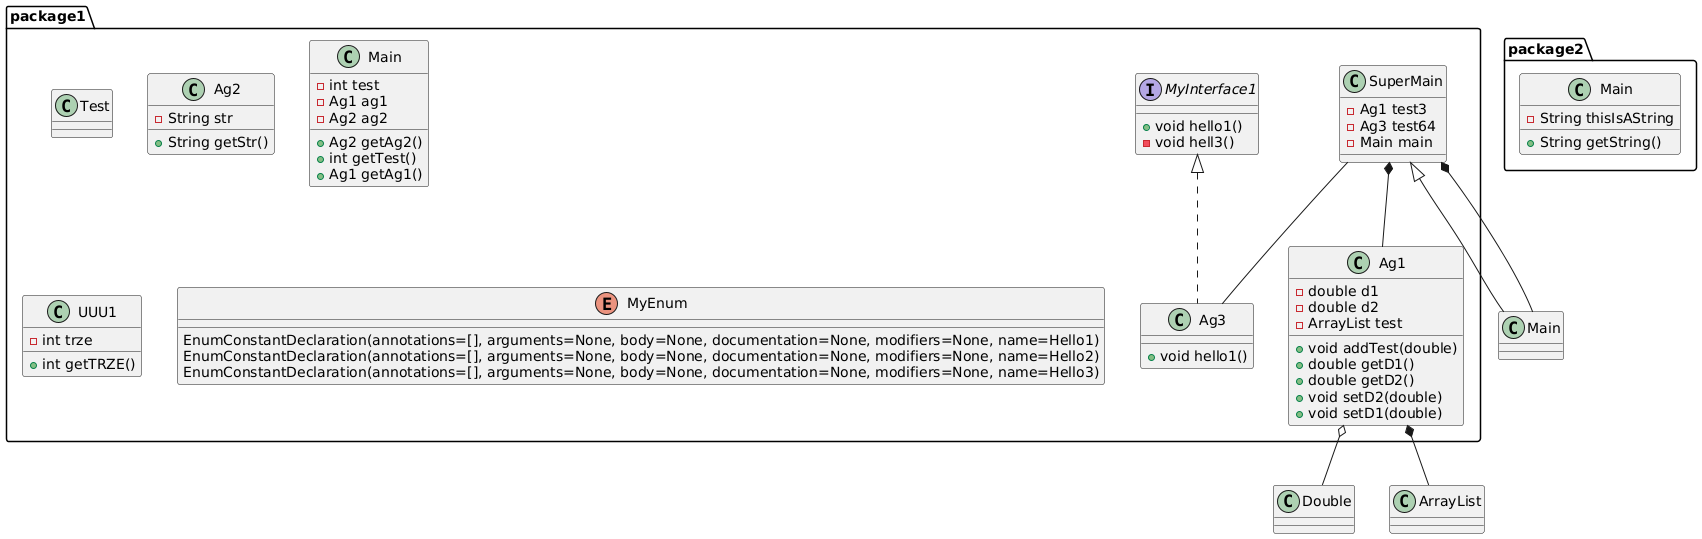 package1
package2
C Test
C Ag2
String str
String getStr()
C Main
int test
Ag1 ag1
Ag2 ag2
Ag2 getAg2()
int getTest()
Ag1 getAg1()
I MyInterface1
void hello1()
void hell3()
C SuperMain
Ag1 test3
Ag3 test64
Main main
C Main
String thisIsAString
String getString()
C UUU1
int trze
int getTRZE()
E MyEnum
EnumConstantDeclaration(annotations=[], arguments=None, body=None, documentation=None, modifiers=None, name=Hello1)
EnumConstantDeclaration(annotations=[], arguments=None, body=None, documentation=None, modifiers=None, name=Hello2)
EnumConstantDeclaration(annotations=[], arguments=None, body=None, documentation=None, modifiers=None, name=Hello3)
C Ag3
void hello1()
C Ag1
double d1
double d2
ArrayList test
void addTest(double)
double getD1()
double getD2()
void setD2(double)
void setD1(double)
C Main
C Double
C ArrayList